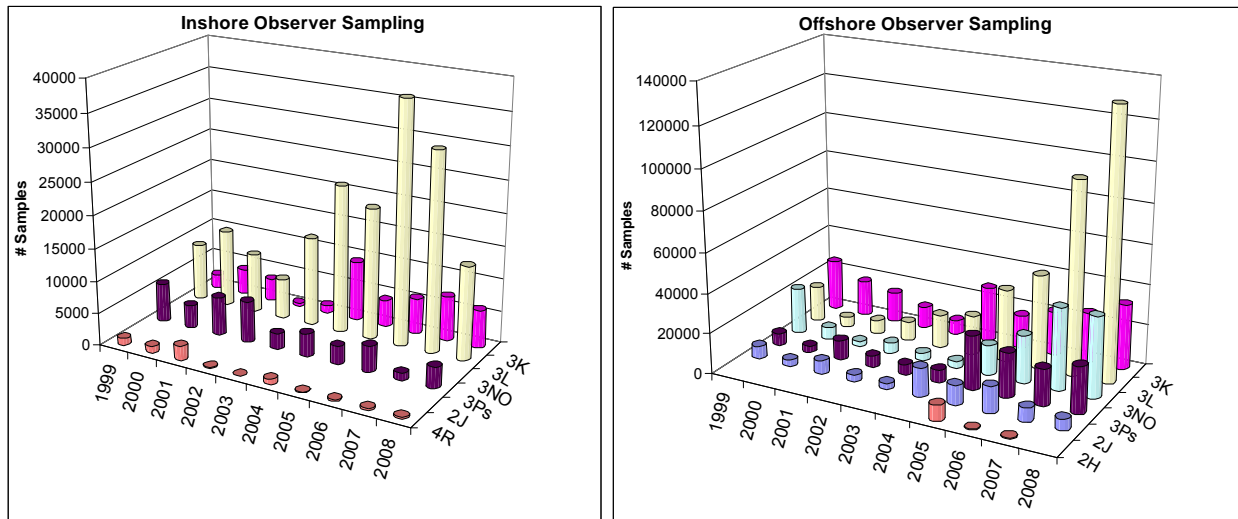 Inshore Observer Sampling
40000
35000
30000
25000
20000
15000
10000
5000
0
# Samples
1999
2000
2001
2002
2003
2004
2005
2006
2007
2008
3K
3L
3NO
3Ps
2J
4R
Offshore Observer Sampling
140000
120000
100000
80000
60000
40000
20000
0
# Samples
1999
2000
2001
2002
2003
2004
2005
2006
2007
2008
3K
3L
3NO
3Ps
2J
2H